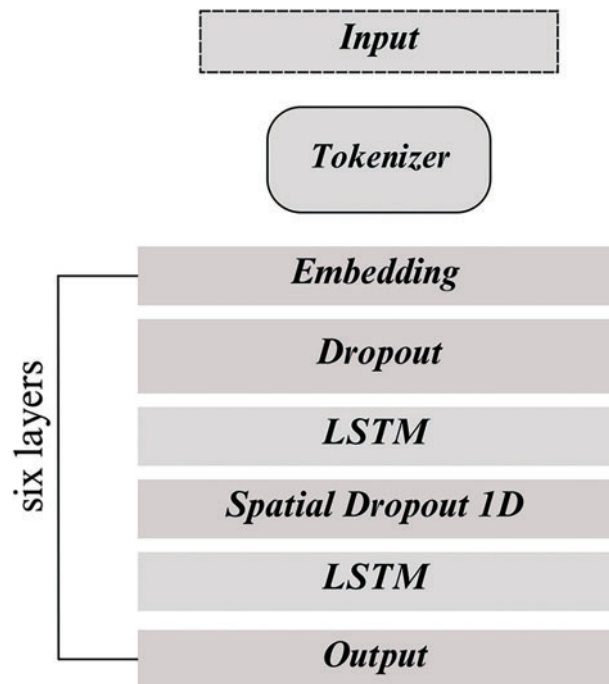 Input
Tokenizer
Embedding
Dropout
LSTM
Spatial Dropout 1D
LSTM
Output
six layers